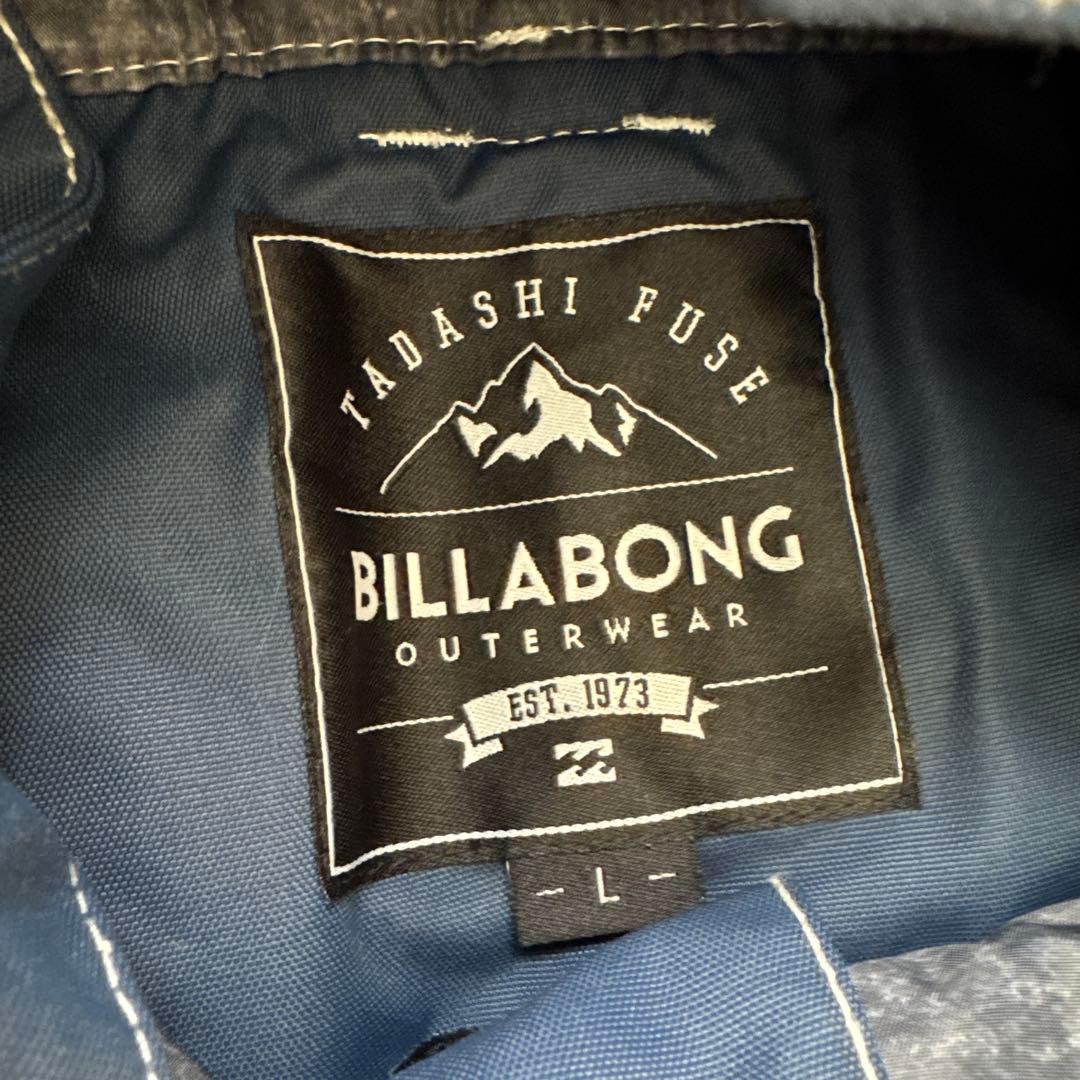 TADASHI FUSE
BILLABONG
OUTERWEAR
EST. 1973
- L -